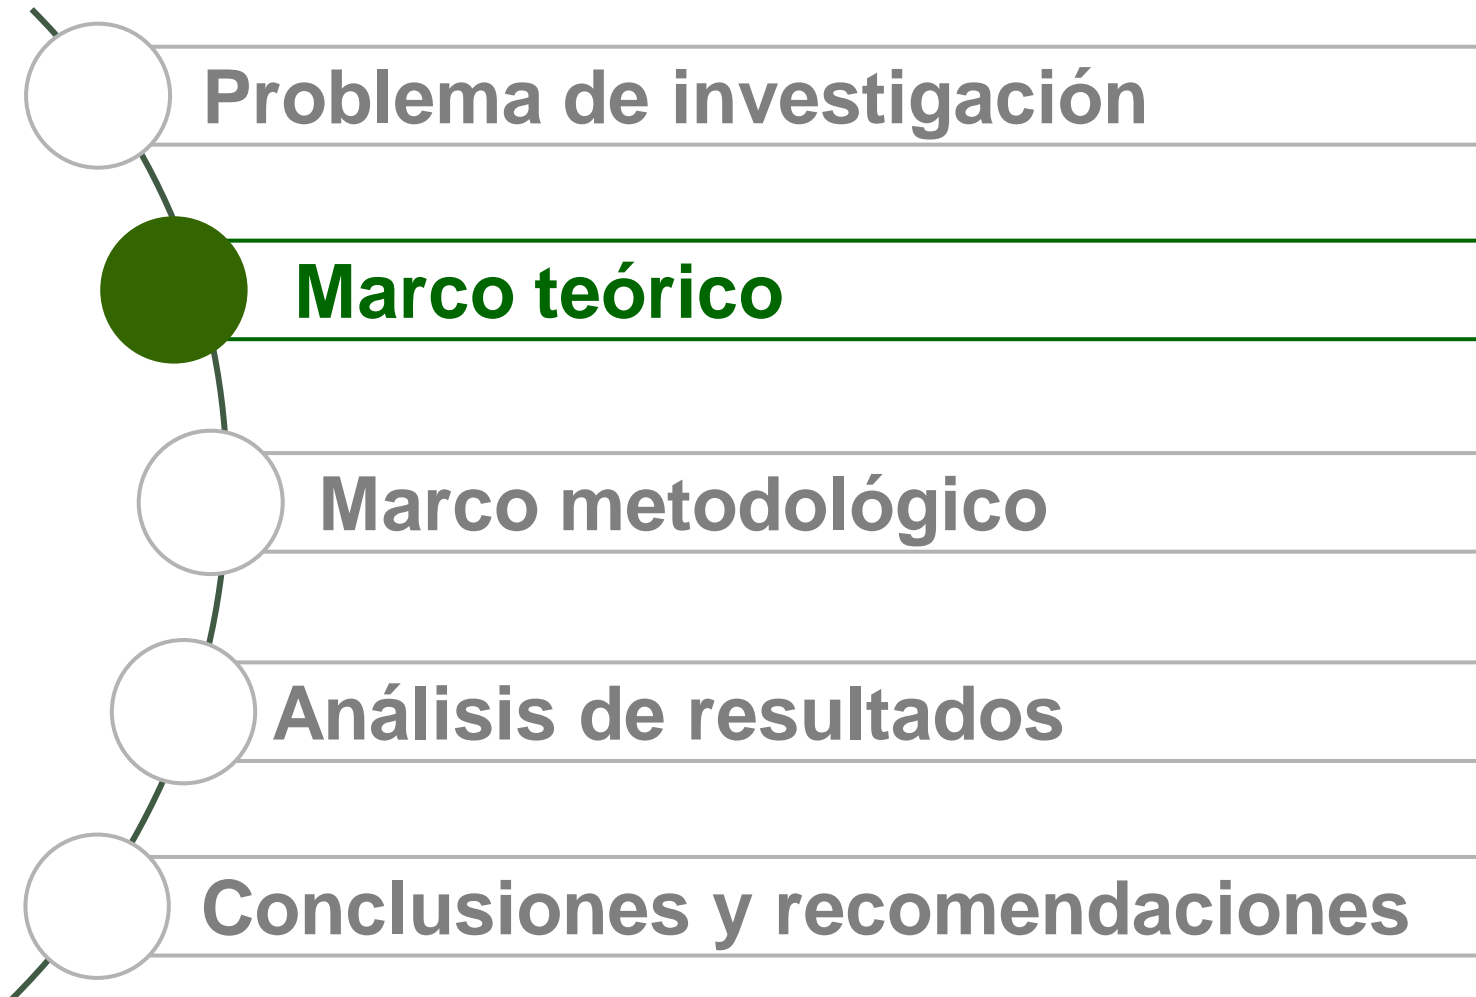 Problema de investigación
Marco teórico
Marco metodológico
Análisis de resultados
Conclusiones y recomendaciones